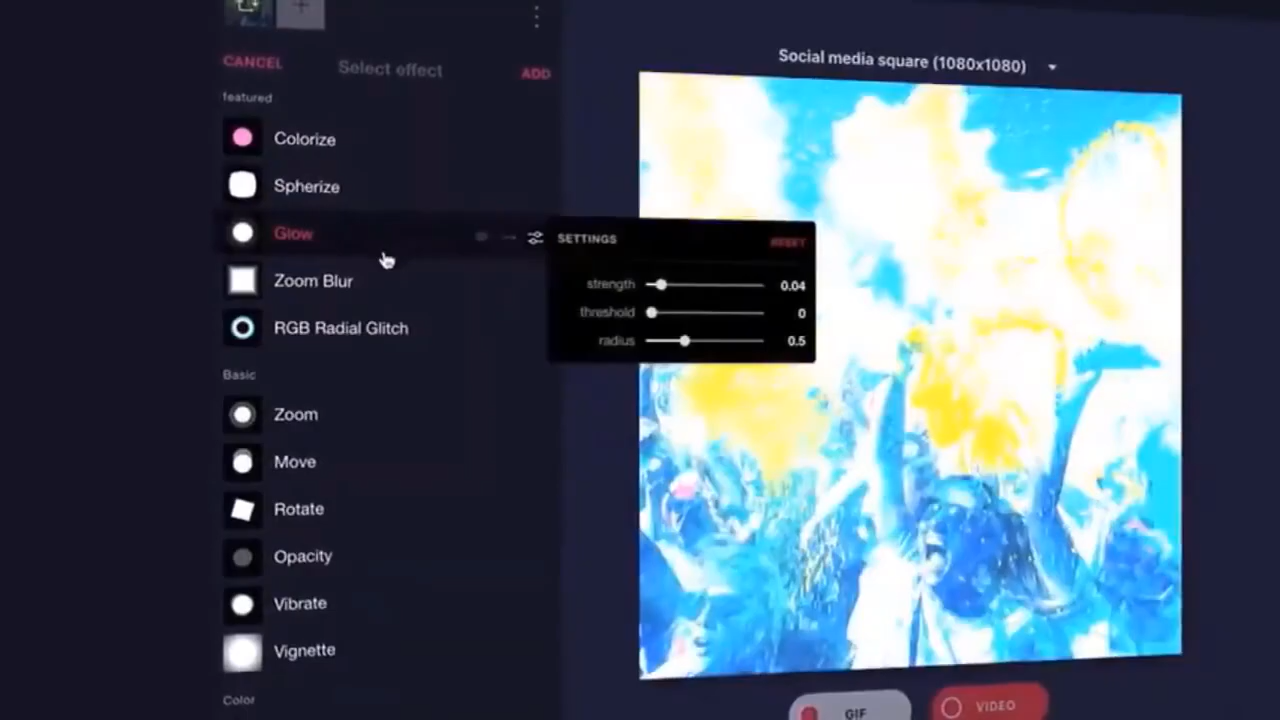 CANCEL Select effect ADD
featured
Colorize
Spherize
Glow
Zoom Blur
RGB Radial Glitch
Basic
Zoom
Move
Rotate
Opacity
Vibrate
Vignette
Color
Social media square (1080x1080)
SETTINGS RESET
strength 0.04
threshold 0
radius 0.5
GIF
VIDEO